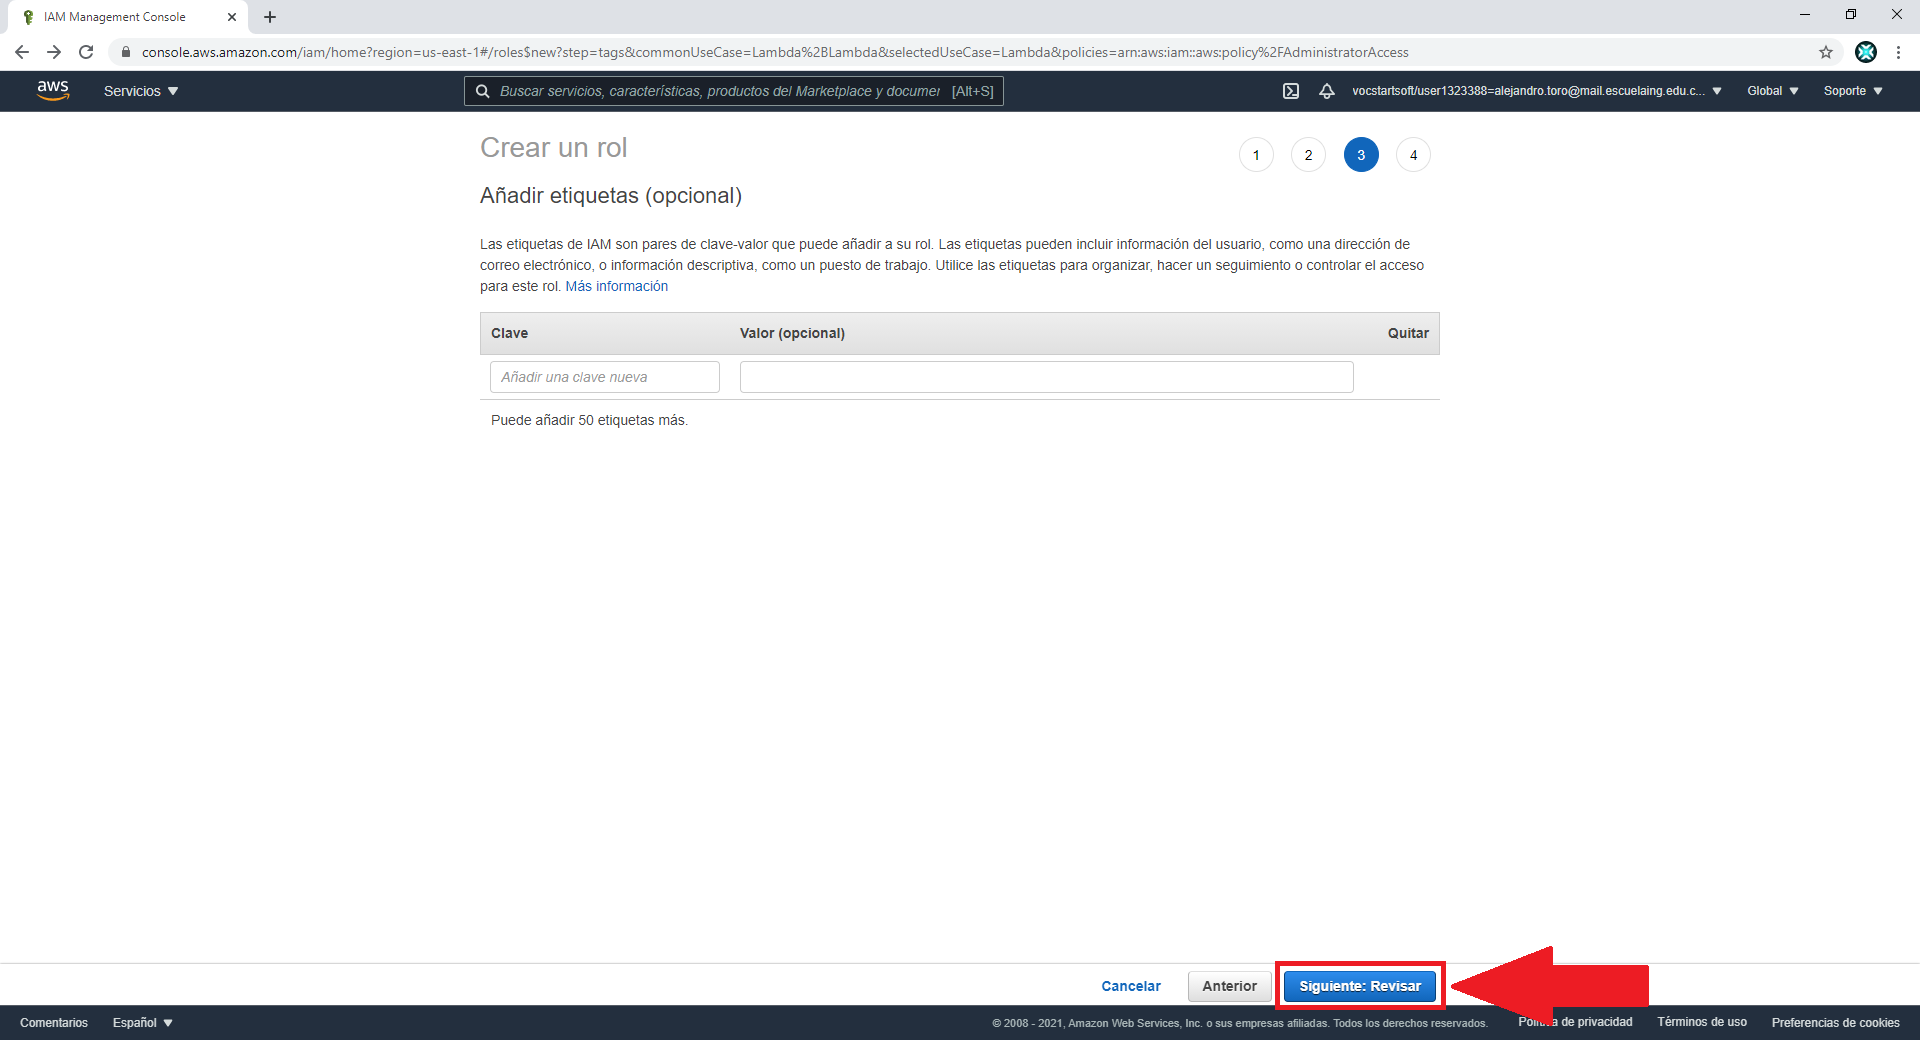 IAM Management Console
console.aws.amazon.com/iam/home?region=us-east-1#/roles$new?step=tags&commonUseCase=Lambda%2BLambda&selectedUseCase=Lambda&policies=arn:aws:iam::aws:policy%2FAdministratorAccess
aws Servicios Buscar servicios, características, productos del Marketplace y documer [Alt+S] vocstartsoft/user1323388=alejandro.toro@mail.escuelaing.edu.c... Global Soporte
Crear un rol 1 2 3 4
Añadir etiquetas (opcional)
Las etiquetas de IAM son pares de clave-valor que puede añadir a su rol. Las etiquetas pueden incluir información del usuario, como una dirección de
correo electrónico, o información descriptiva, como un puesto de trabajo. Utilice las etiquetas para organizar, hacer un seguimiento o controlar el acceso
para este rol. Más información
Clave Valor (opcional) Quitar
Añadir una clave nueva
Puede añadir 50 etiquetas más.
Cancelar Anterior Siguiente: Revisar
Comentarios Español © 2008 - 2021, Amazon Web Services, Inc. o sus empresas afiliadas. Todos los derechos reservados. de privacidad Términos de uso Preferencias de cookies